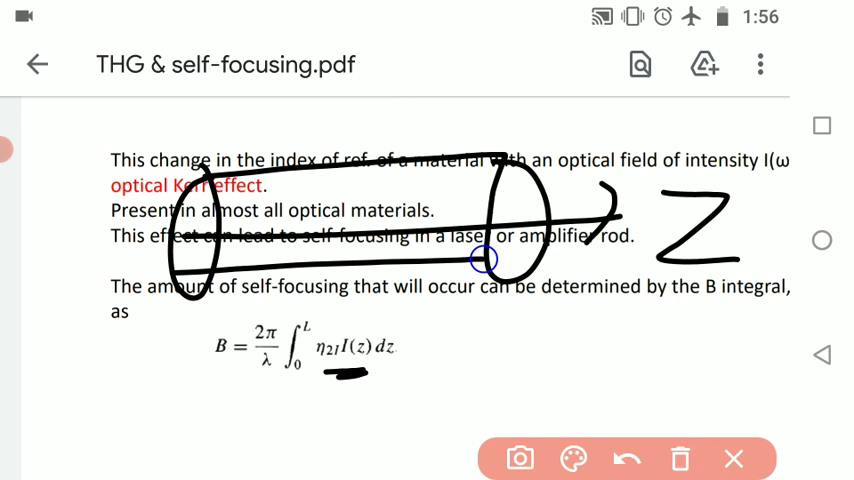 1:56
THG & self-focusing.pdf
This change in the index of ref. of a material with an optical field of intensity I(ω
optical Kerr effect.
Present in almost all optical materials.
This effect can lead to self-focusing in a laser or amplifier rod.
Z
The amount of self-focusing that will occur can be determined by the B integral,
as
B = 2π/λ ∫₀ᴸ η₂I I(z) dz